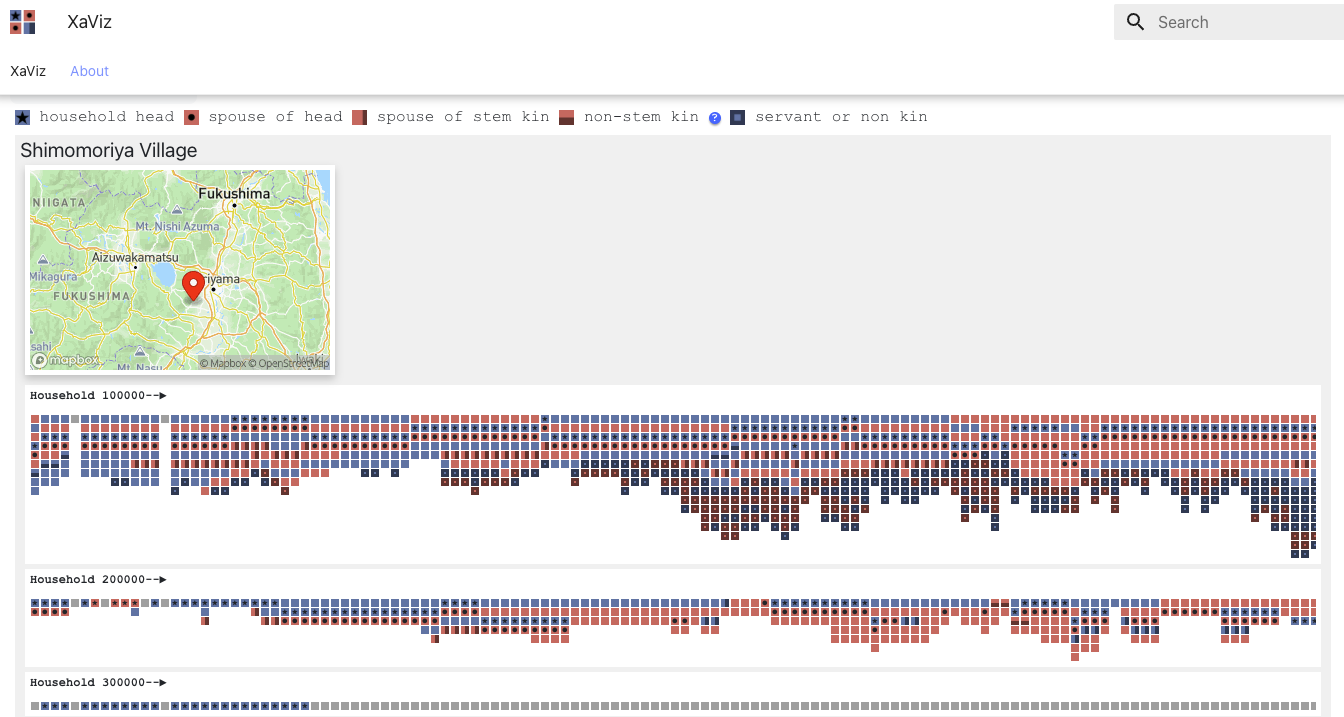 XaViz
Search
XaViz About
household head spouse of head spouse of stem kin non-stem kin ? servant or non kin
Shimomoriya Village
Fukushima
NIIGATA
Mt. Nishi Azuma
Aizuwakamatsu
Mikagura
riyama
FUKUSHIMA
sahi
Iwaki
mapbox
© Mapbox © OpenStreetMap
Mt. Nasu
Household 100000-->
Household 200000-->
Household 300000-->